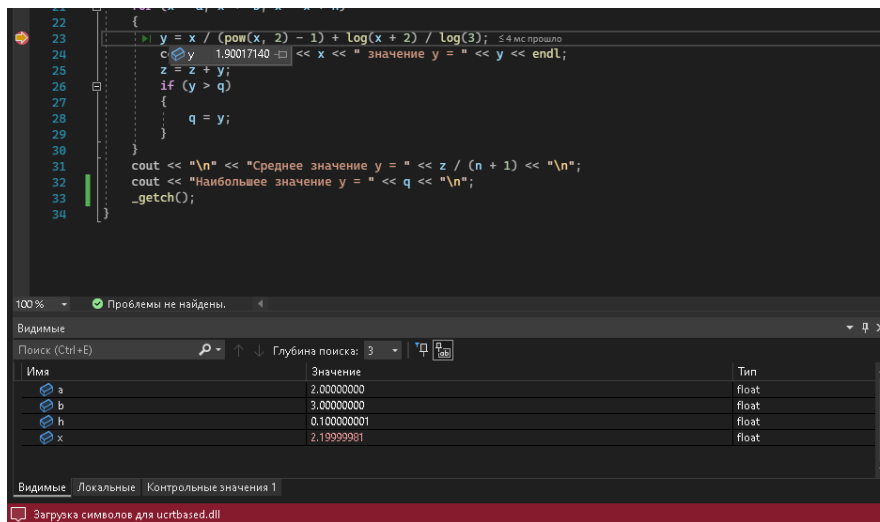 22 {
23 y = x / (pow(x, 2) - 1) + log(x + 2) / log(3); ≤4 мс прошло
24 c y 1.90017140 << x << " значение y = " << y << endl;
25 z = z + y;
26 if (y > q)
27 {
28 q = y;
29 }
30 }
31 cout << "\n" << "Среднее значение y = " << z / (n + 1) << "\n";
32 cout << "Наибольшее значение y = " << q << "\n";
33 _getch();
34 }
100 % Проблемы не найдены.
Видимые
Поиск (Ctrl+E) Глубина поиска: 3
Имя Значение Тип
a 2.00000000 float
b 3.00000000 float
h 0.100000001 float
x 2.19999981 float
Видимые Локальные Контрольные значения 1
Загрузка символов для ucrtbased.dll